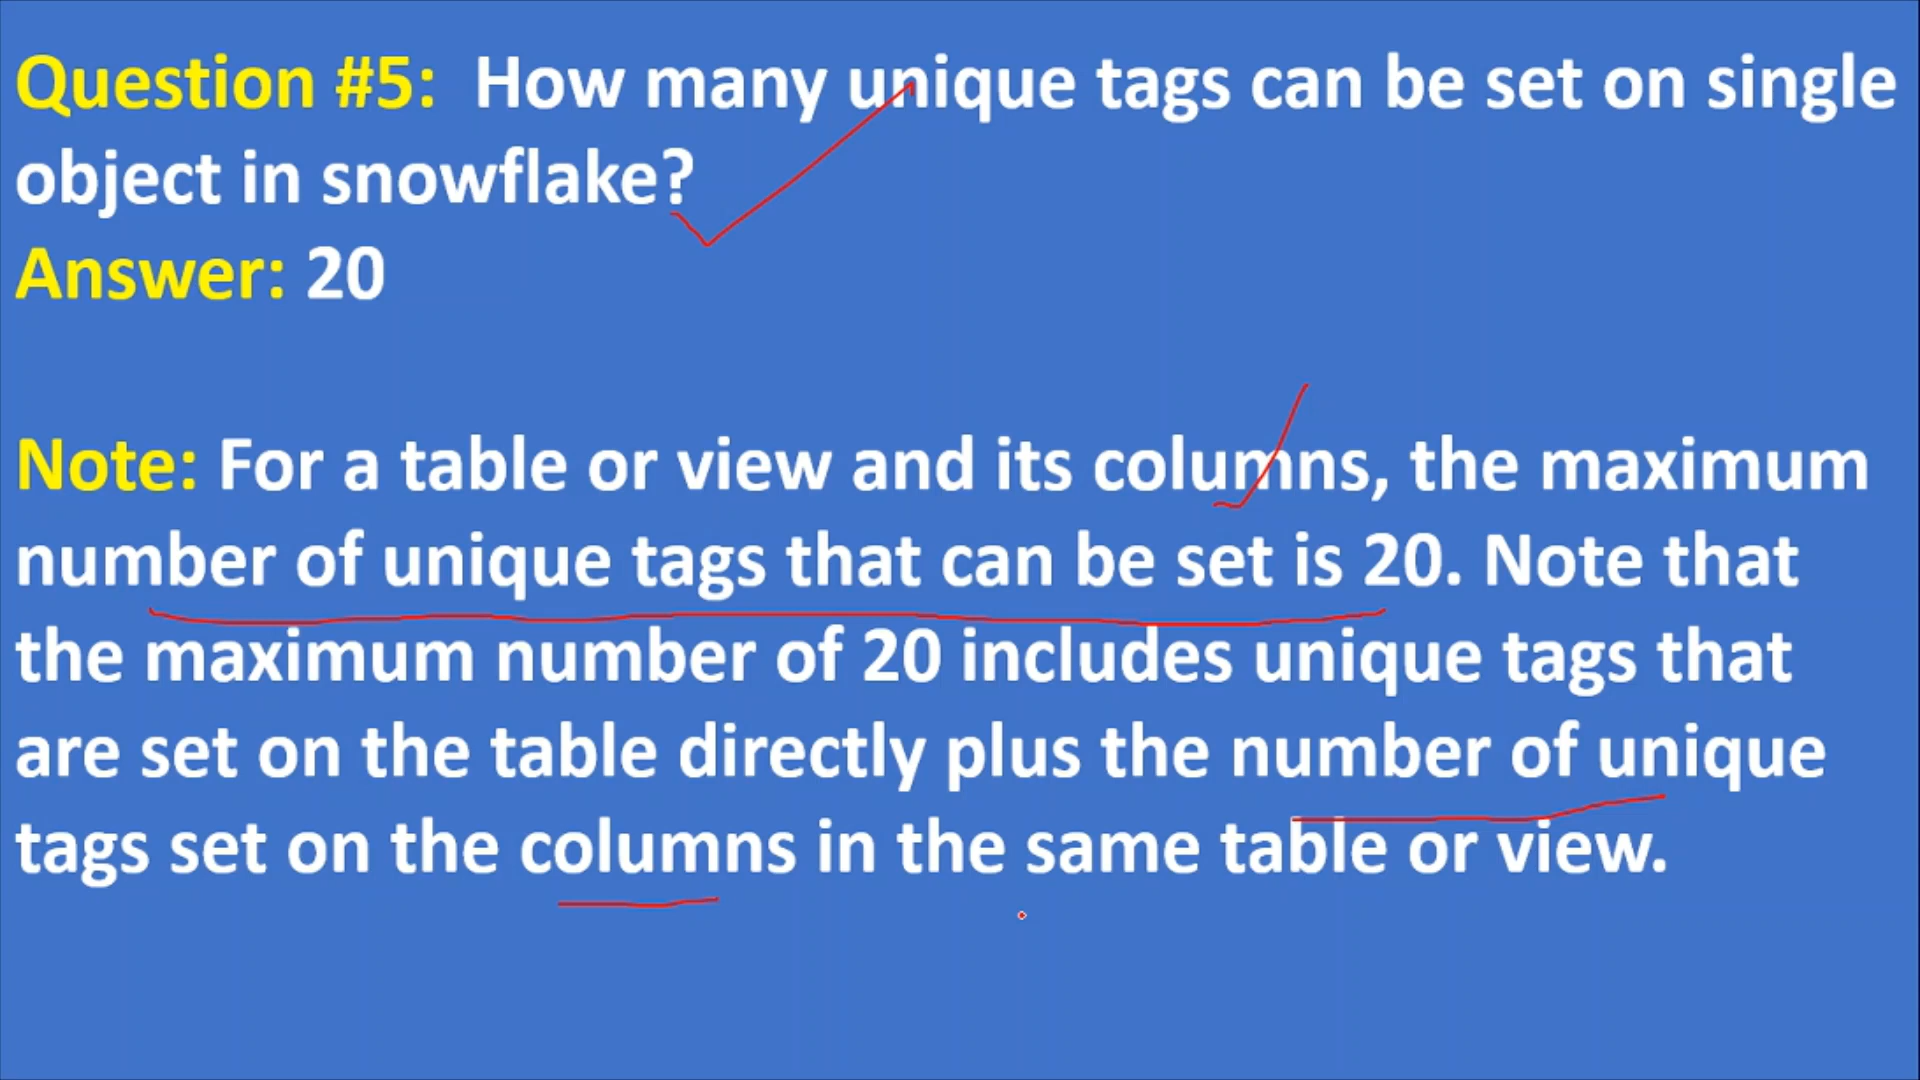 Question #5: How many unique tags can be set on single
object in snowflake?
Answer: 20
Note: For a table or view and its columns, the maximum
number of unique tags that can be set is 20. Note that
the maximum number of 20 includes unique tags that
are set on the table directly plus the number of unique
tags set on the columns in the same table or view.